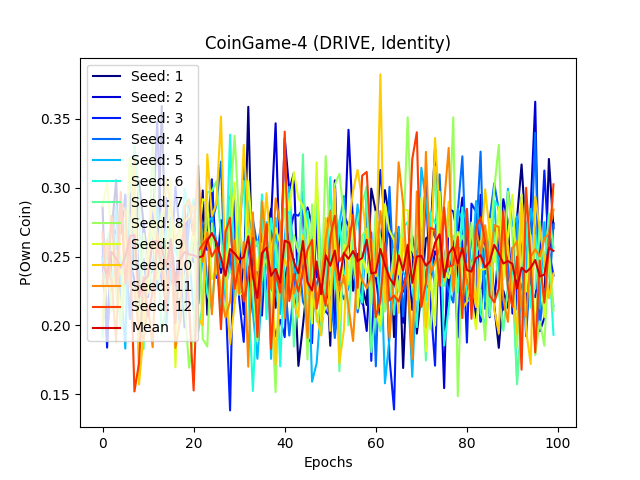 CoinGame-4 (DRIVE, Identity)
Seed: 1
Seed: 2
Seed: 3
Seed: 4
Seed: 5
Seed: 6
Seed: 7
Seed: 8
Seed: 9
Seed: 10
Seed: 11
Seed: 12
Mean
P(Own Coin)
0.35
0.30
0.25
0.20
0.15
0
20
40
60
80
100
Epochs